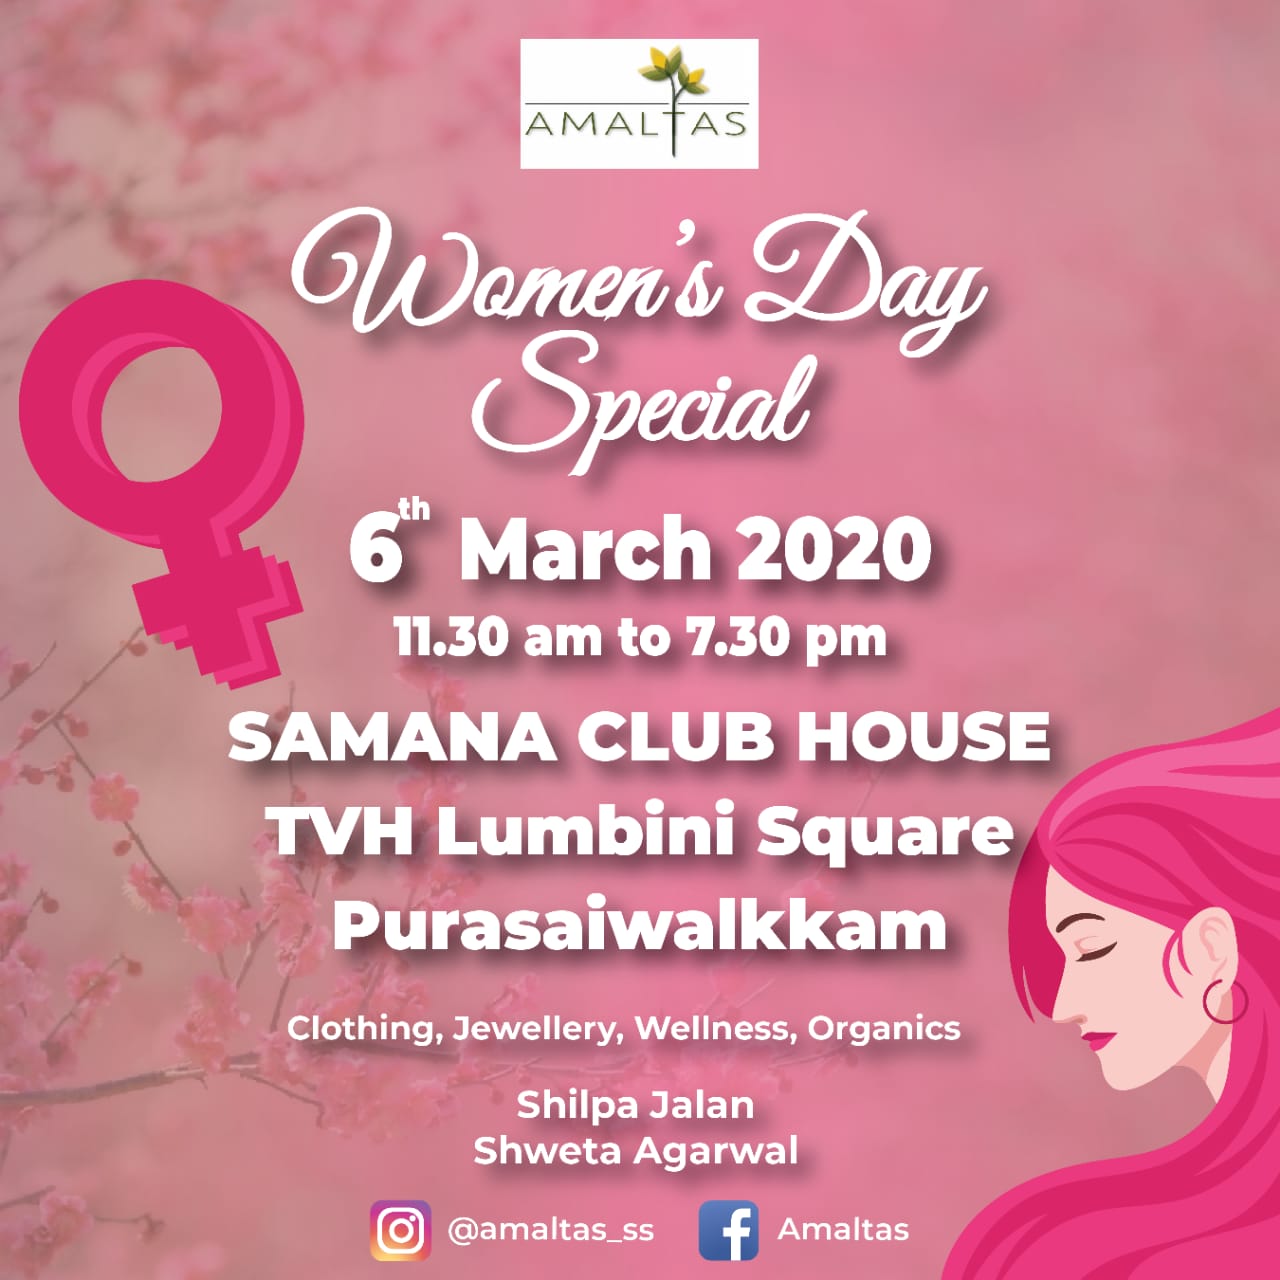 AMALTAS
Women's Day
Special
6th March 2020
11.30 am to 7.30 pm
SAMANA CLUB HOUSE
TVH Lumbini Square
Purasaiwalkkam
Clothing, Jewellery, Wellness, Organics
Shilpa Jalan
Shweta Agarwal
@amaltas_ss Amaltas